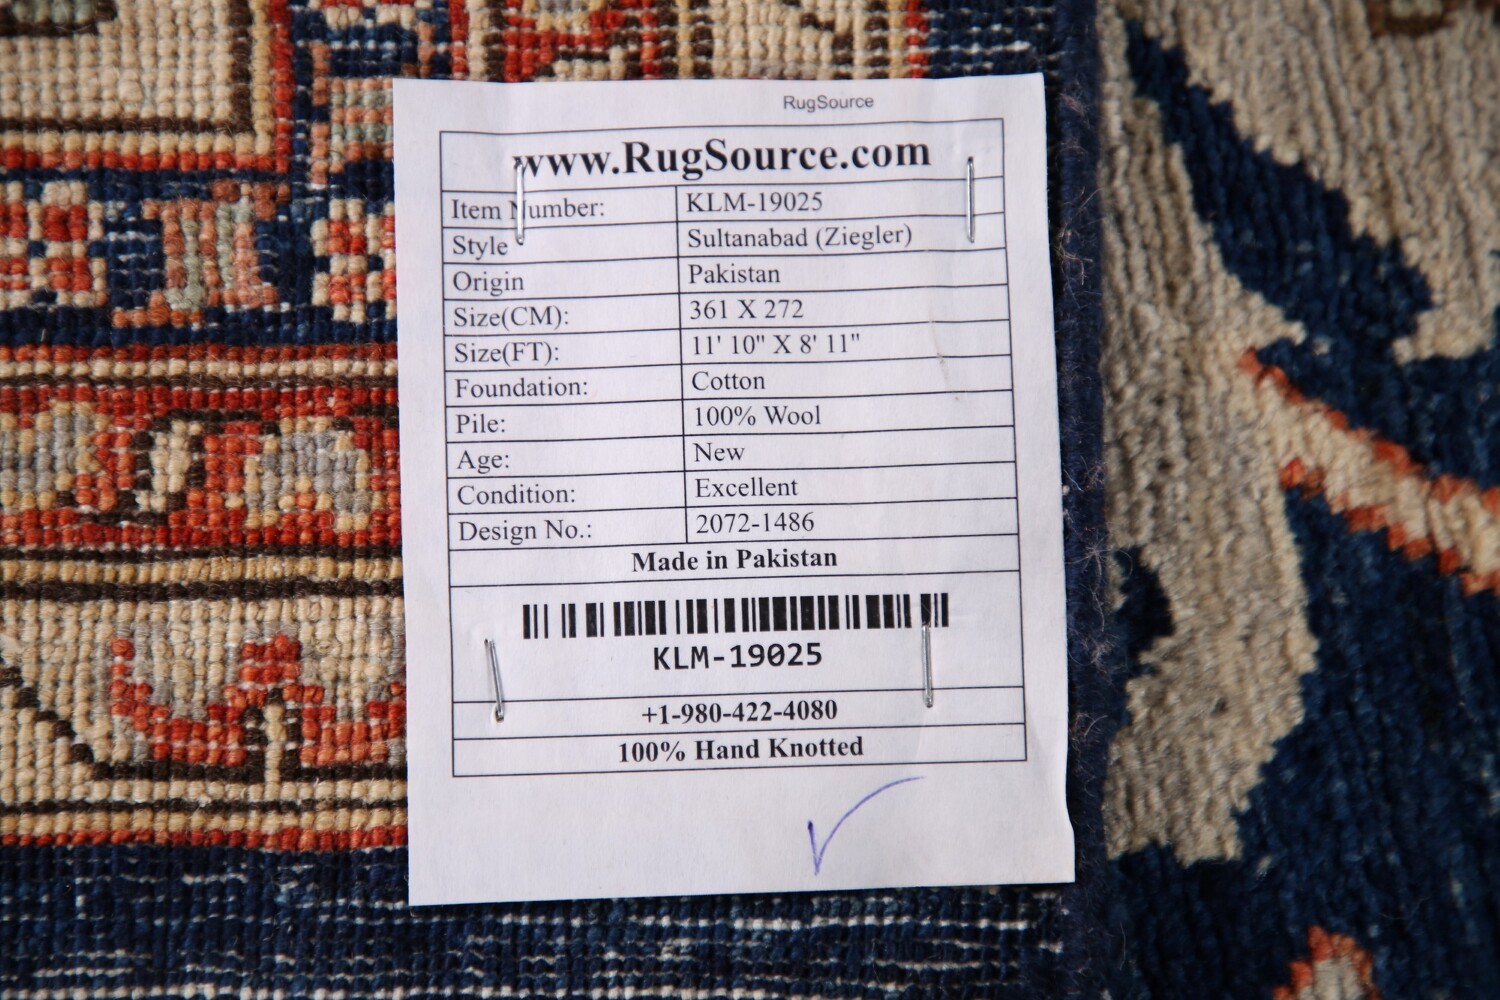 RugSource
www.RugSource.com
Item Number: KLM-19025
Style Sultanabad (Ziegler)
Origin Pakistan
Size(CM): 361 X 272
Size(FT): 11' 10" X 8' 11"
Foundation: Cotton
Pile: 100% Wool
Age: New
Condition: Excellent
Design No.: 2072-1486
Made in Pakistan
KLM-19025
+1-980-422-4080
100% Hand Knotted